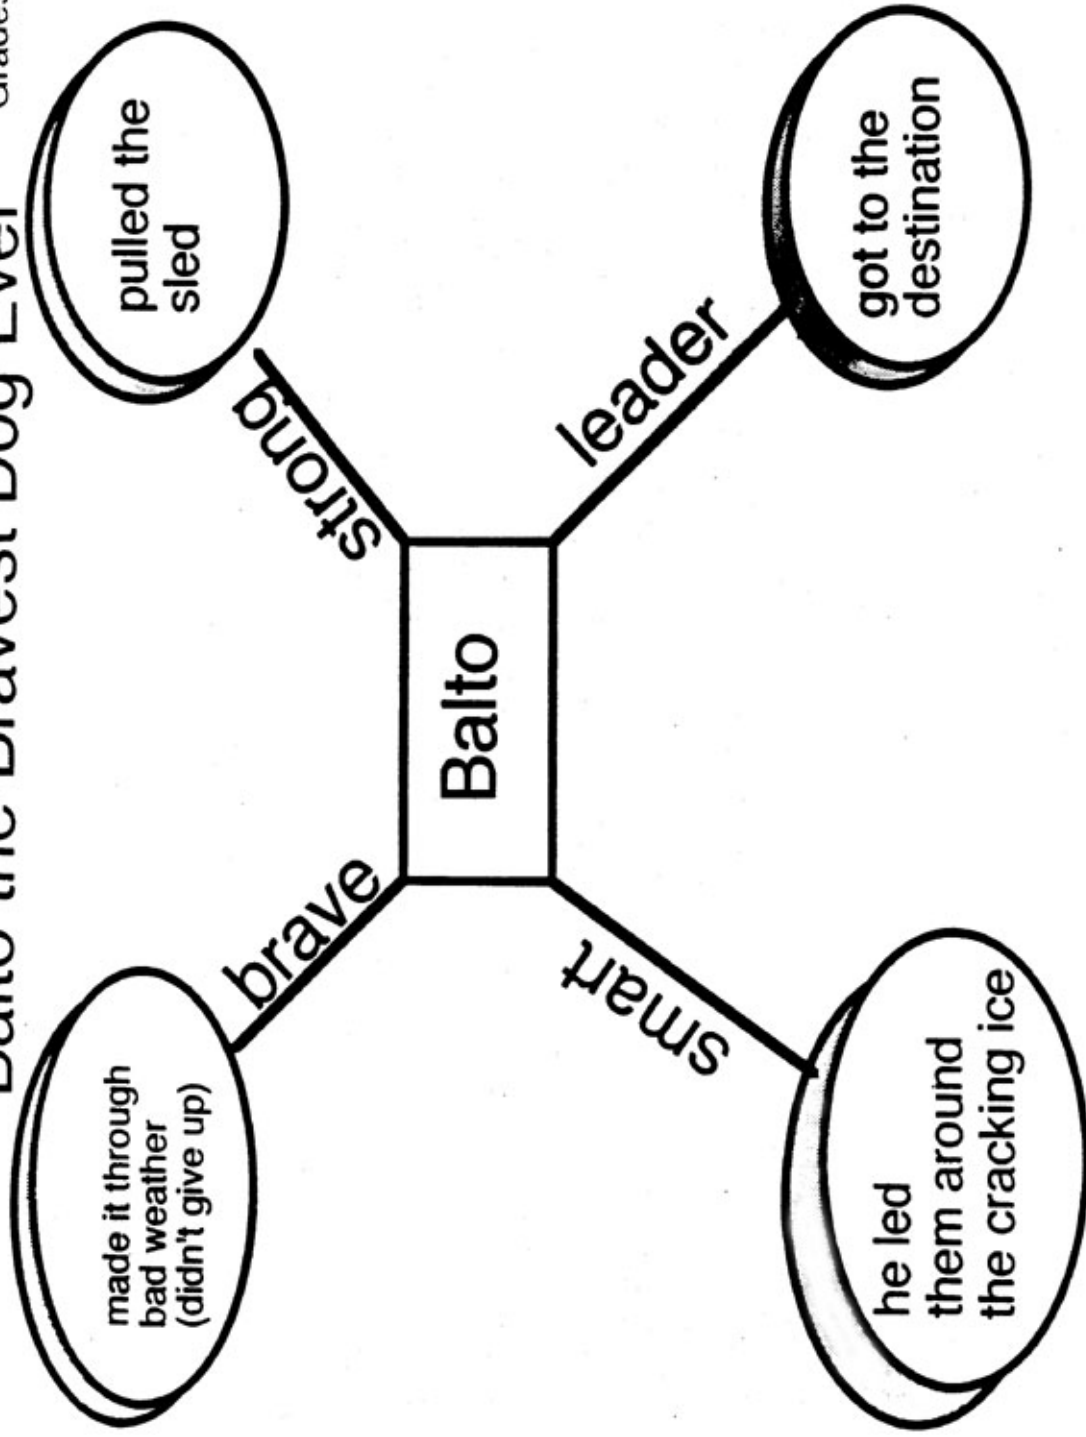 Balto the Bravest Dog Ever
made it through
bad weather
(didn't give up)
brave
strong
pulled the
sled
Balto
smart
leader
he led
them around
the cracking ice
got to the
destination